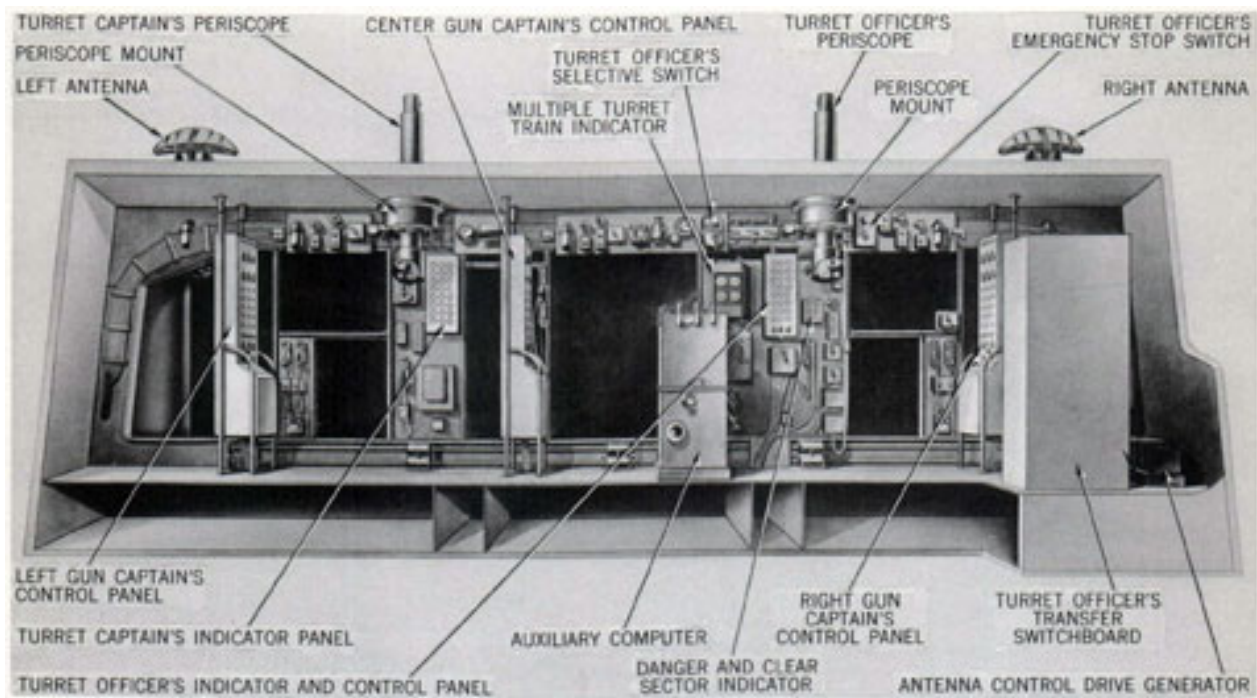 TURRET CAPTAIN'S PERISCOPE
PERISCOPE MOUNT
LEFT ANTENNA
CENTER GUN CAPTAIN'S CONTROL PANEL
TURRET OFFICER'S
SELECTIVE SWITCH
MULTIPLE TURRET
TRAIN INDICATOR
TURRET OFFICER'S
PERISCOPE
PERISCOPE
MOUNT
TURRET OFFICER'S
EMERGENCY STOP SWITCH
RIGHT ANTENNA
LEFT GUN CAPTAIN'S
CONTROL PANEL
TURRET CAPTAIN'S INDICATOR PANEL
TURRET OFFICER'S INDICATOR AND CONTROL PANEL
AUXILIARY COMPUTER
DANGER AND CLEAR
SECTOR INDICATOR
RIGHT GUN
CAPTAIN'S
CONTROL PANEL
TURRET OFFICER'S
TRANSFER
SWITCHBOARD
ANTENNA CONTROL DRIVE GENERATOR